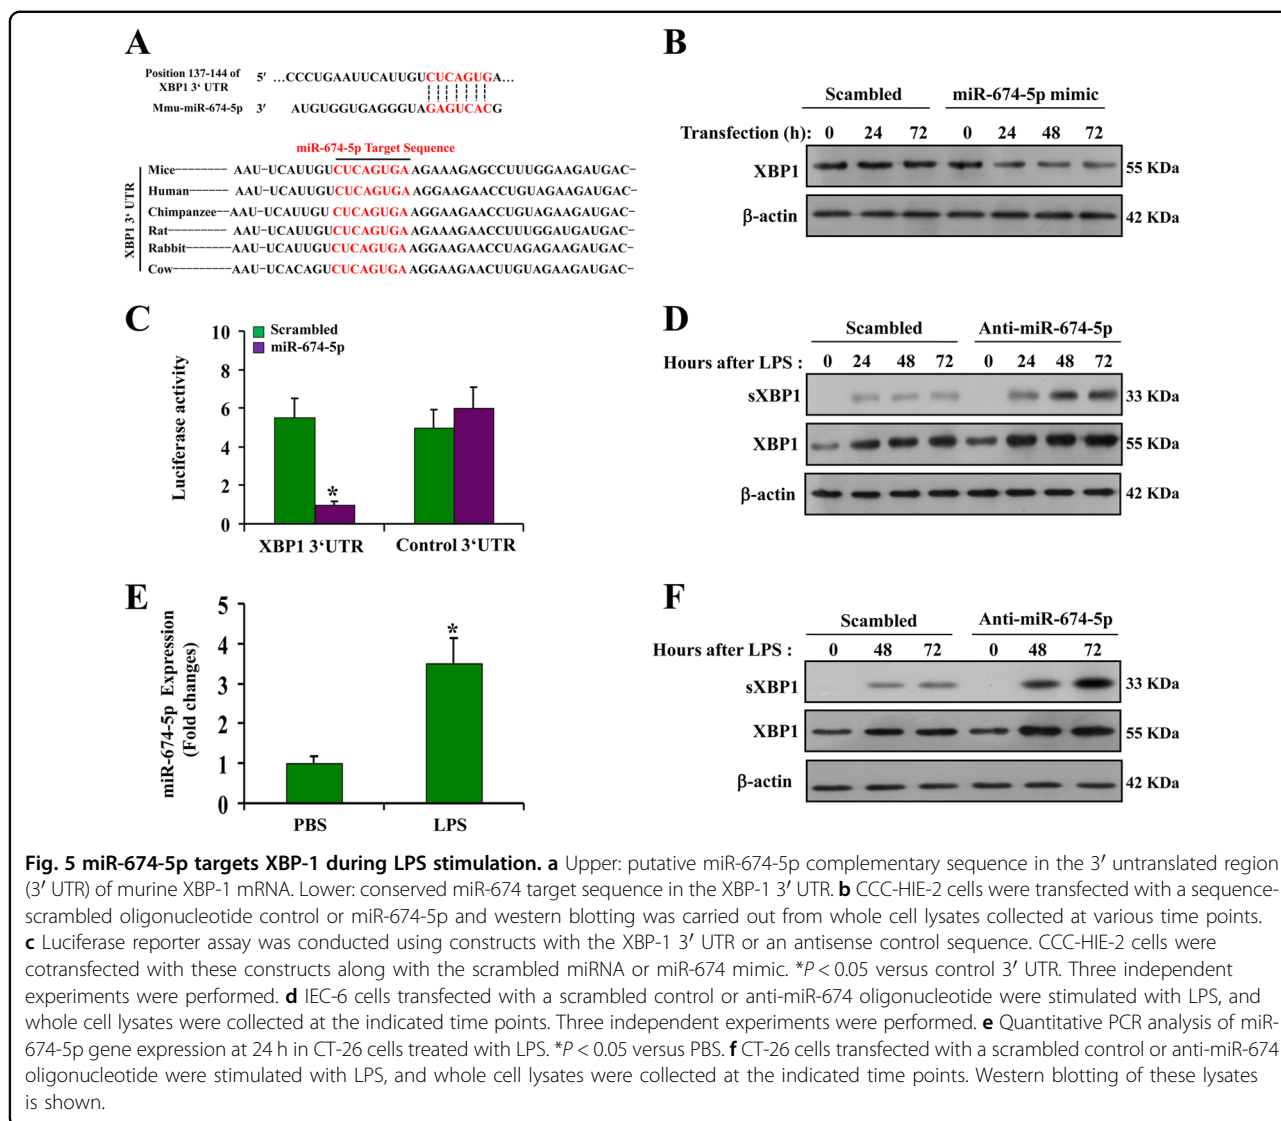 A
Position 137-144 of
XBP1 3' UTR
5' ...CCCUGAAUUCAUUGUCUCAGUGA...
Mmu-miR-674-5p 3' AUGUGGUGAGGGUAGAGUCACG
miR-674-5p Target Sequence
XBP1 3' UTR
Mice-------- AAU-UCAUUGUCUCAGUGA AGAAAGAGCCUUUGGAAGAUGAC-
Human------ AAU-UCAUUGUCUCAGUGA AGGAAGAACCUGUAGAAGAUGAC-
Chimpanzee-- AAU-UCAUUGU CUCAGUGA AGGAAGAACCUGUAGAAGAUGAC-
Rat--------- AAU-UCAUUGUCUCAGUGA AGAAAGAACCUUUGGAUGAUGAC-
Rabbit------- AAU-UCAUUGUCUCAGUGA AGGAAGAACCUAGAGAAGAUGAC-
Cow--------- AAU-UCACAGUCUCAGUGA AGGAAGAACUUGUAGAAGAUGAC-
B
Scambled miR-674-5p mimic
Transfection (h): 0 24 72 0 24 48 72
XBP1 55 KDa
β-actin 42 KDa
C
Scrambled
miR-674-5p
Luciferase activity
10
8
6
4
2
0
*
XBP1 3'UTR Control 3'UTR
D
Scambled Anti-miR-674-5p
Hours after LPS : 0 24 48 72 0 24 48 72
sXBP1 33 KDa
XBP1 55 KDa
β-actin 42 KDa
E
miR-674-5p Expression
(Fold changes)
5
4
3
2
1
0
*
PBS LPS
F
Scambled Anti-miR-674-5p
Hours after LPS : 0 48 72 0 48 72
sXBP1 33 KDa
XBP1 55 KDa
β-actin 42 KDa
Fig. 5 miR-674-5p targets XBP-1 during LPS stimulation. a Upper: putative miR-674-5p complementary sequence in the 3′ untranslated region
(3′ UTR) of murine XBP-1 mRNA. Lower: conserved miR-674 target sequence in the XBP-1 3′ UTR. b CCC-HIE-2 cells were transfected with a sequence-
scrambled oligonucleotide control or miR-674-5p and western blotting was carried out from whole cell lysates collected at various time points.
c Luciferase reporter assay was conducted using constructs with the XBP-1 3′ UTR or an antisense control sequence. CCC-HIE-2 cells were
cotransfected with these constructs along with the scrambled miRNA or miR-674 mimic. *P < 0.05 versus control 3′ UTR. Three independent
experiments were performed. d IEC-6 cells transfected with a scrambled control or anti-miR-674 oligonucleotide were stimulated with LPS, and
whole cell lysates were collected at the indicated time points. Three independent experiments were performed. e Quantitative PCR analysis of miR-
674-5p gene expression at 24 h in CT-26 cells treated with LPS. *P < 0.05 versus PBS. f CT-26 cells transfected with a scrambled control or anti-miR-674
oligonucleotide were stimulated with LPS, and whole cell lysates were collected at the indicated time points. Western blotting of these lysates
is shown.